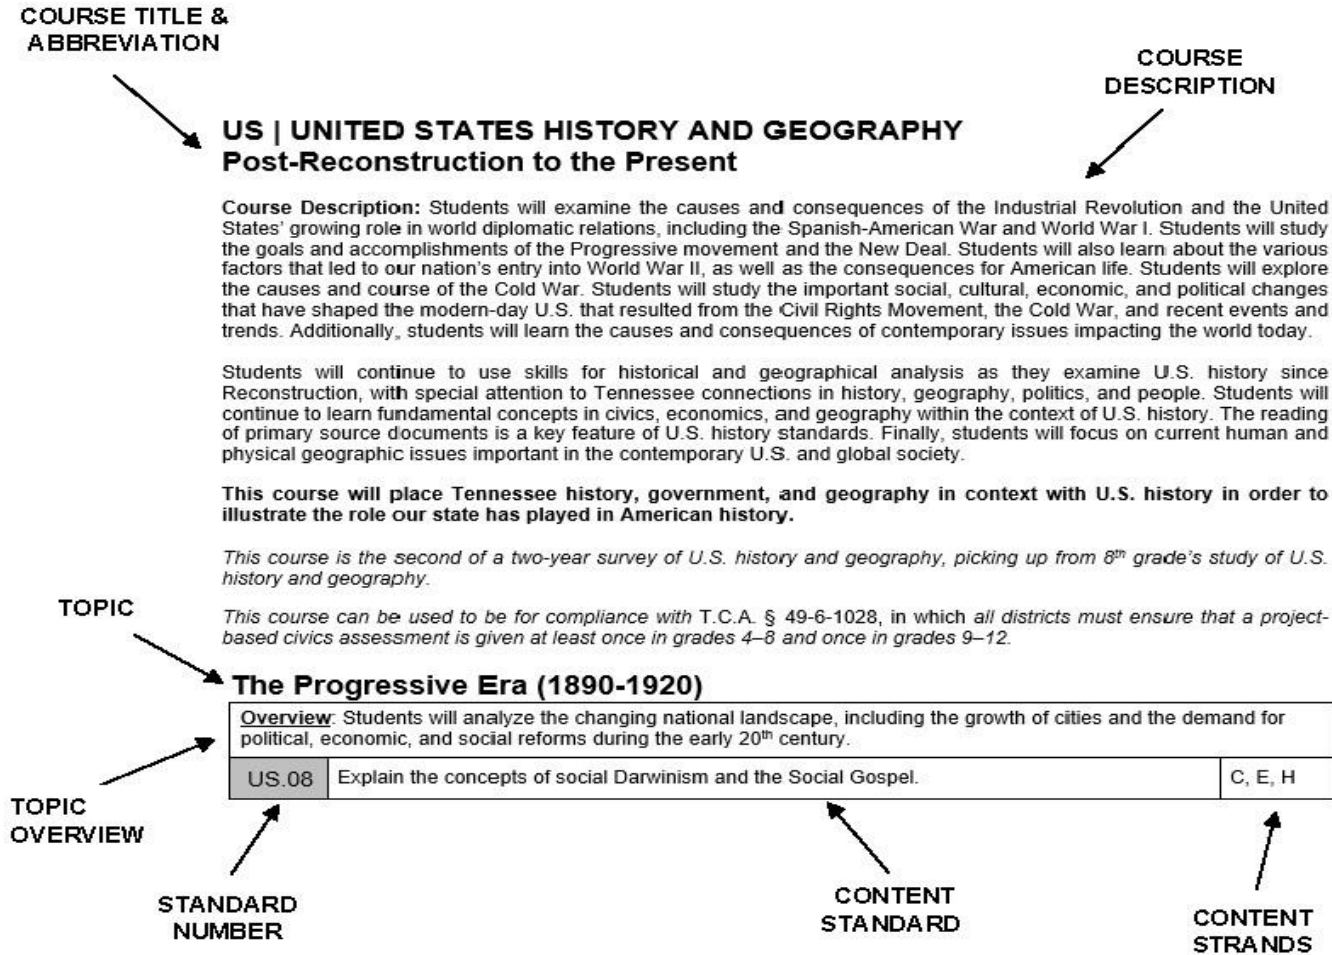 COURSE TITLE &
ABBREVIATION
COURSE
DESCRIPTION
US | UNITED STATES HISTORY AND GEOGRAPHY
Post-Reconstruction to the Present
Course Description: Students will examine the causes and consequences of the Industrial Revolution and the United
States' growing role in world diplomatic relations, including the Spanish-American War and World War I. Students will study
the goals and accomplishments of the Progressive movement and the New Deal. Students will also learn about the various
factors that led to our nation's entry into World War II, as well as the consequences for American life. Students will explore
the causes and course of the Cold War. Students will study the important social, cultural, economic, and political changes
that have shaped the modern-day U.S. that resulted from the Civil Rights Movement, the Cold War, and recent events and
trends. Additionally, students will learn the causes and consequences of contemporary issues impacting the world today.
Students will continue to use skills for historical and geographical analysis as they examine U.S. history since
Reconstruction, with special attention to Tennessee connections in history, geography, politics, and people. Students will
continue to learn fundamental concepts in civics, economics, and geography within the context of U.S. history. The reading
of primary source documents is a key feature of U.S. history standards. Finally, students will focus on current human and
physical geographic issues important in the contemporary U.S. and global society.
This course will place Tennessee history, government, and geography in context with U.S. history in order to
illustrate the role our state has played in American history.
This course is the second of a two-year survey of U.S. history and geography, picking up from 8th grade's study of U.S.
history and geography.
This course can be used to be for compliance with T.C.A. § 49-6-1028, in which all districts must ensure that a project-
based civics assessment is given at least once in grades 4–8 and once in grades 9–12.
TOPIC
The Progressive Era (1890-1920)
Overview: Students will analyze the changing national landscape, including the growth of cities and the demand for
political, economic, and social reforms during the early 20th century.
US.08 Explain the concepts of social Darwinism and the Social Gospel. C, E, H
TOPIC
OVERVIEW
STANDARD
NUMBER
CONTENT
STANDARD
CONTENT
STRANDS